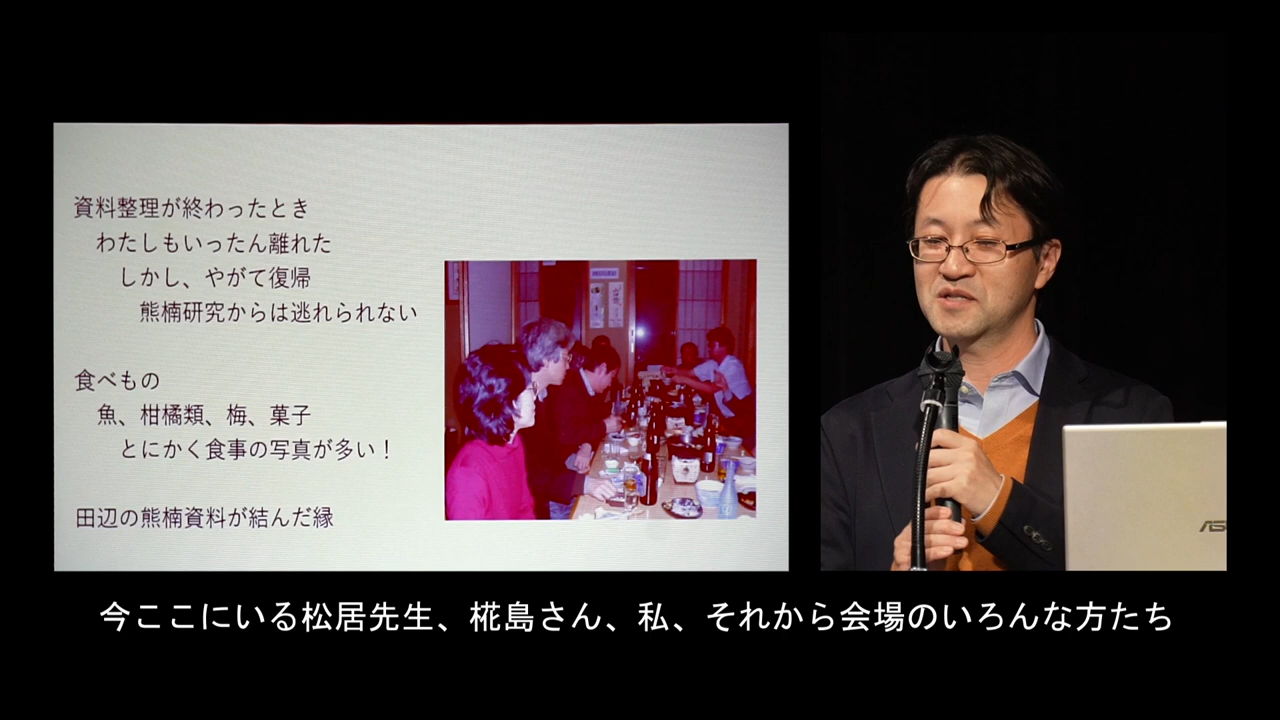 資料整理が終わったとき
わたしもいったん離れた
しかし、やがて復帰
熊楠研究からは逃れられない
食べもの
魚、柑橘類、梅、菓子
とにかく食事の写真が多い！
田辺の熊楠資料が結んだ縁
今ここにいる松居先生、椛島さん、私、それから会場のいろんな方たち